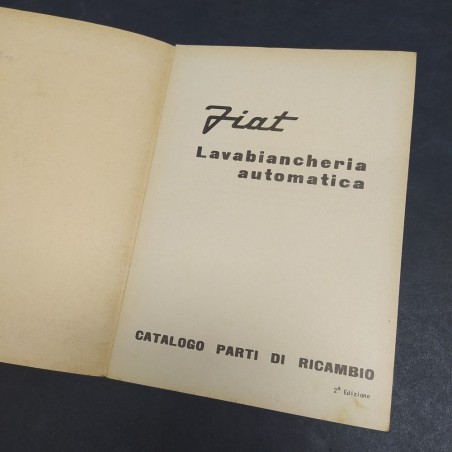 Fiat
Lavabiancheria
automatica
CATALOGO PARTI DI RICAMBIO
2ª Edizione